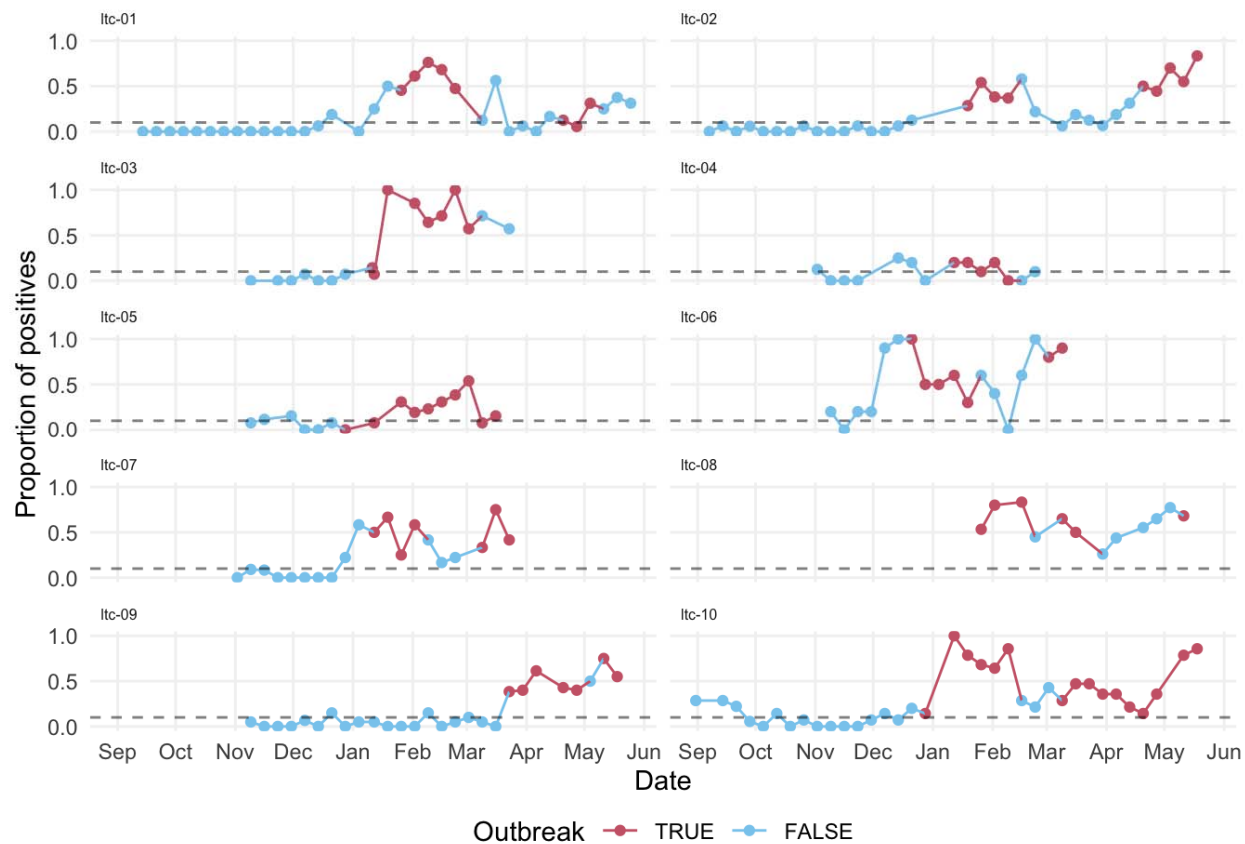 ltc-01 ltc-02
1.0
0.5
0.0
ltc-03 ltc-04
1.0
0.5
0.0
ltc-05 ltc-06
1.0
0.5
0.0
ltc-07 ltc-08
1.0
0.5
0.0
ltc-09 ltc-10
1.0
0.5
0.0
Proportion of positives
Sep Oct Nov Dec Jan Feb Mar Apr May Jun Sep Oct Nov Dec Jan Feb Mar Apr May Jun
Date
Outbreak TRUE FALSE